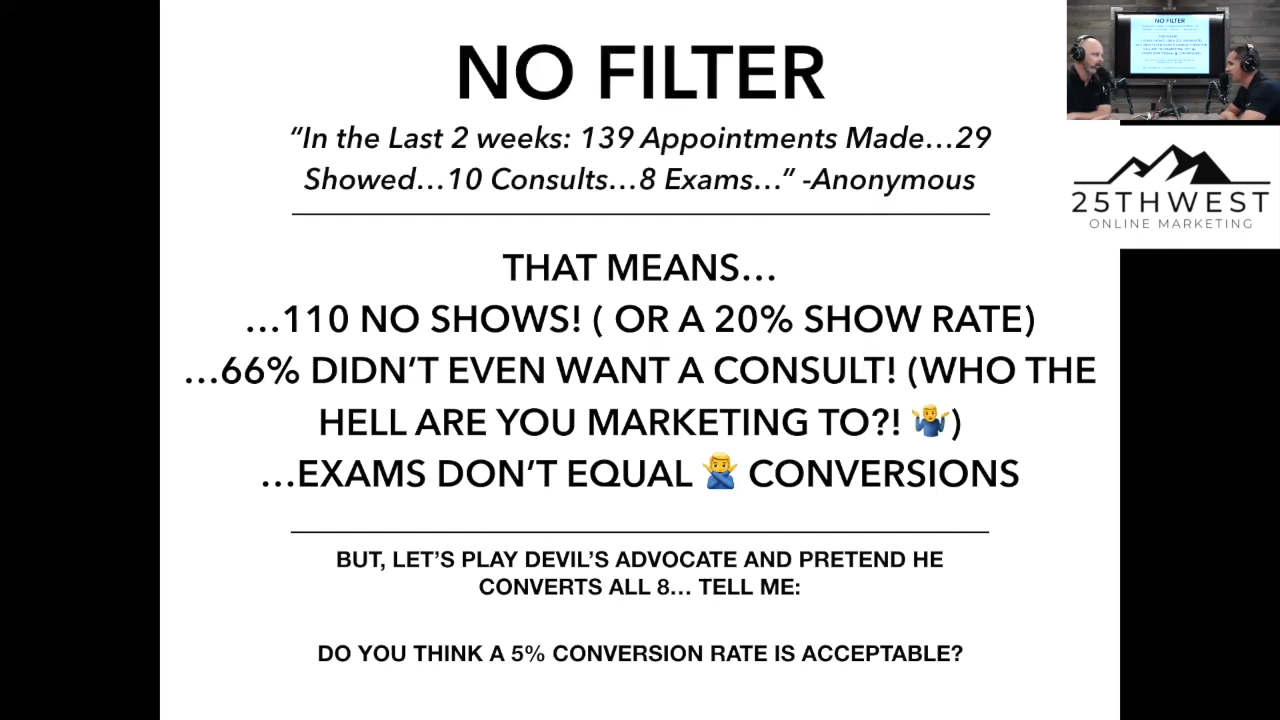 NO FILTER
“In the Last 2 weeks: 139 Appointments Made…29
Showed…10 Consults…8 Exams…” -Anonymous
THAT MEANS…
…110 NO SHOWS! ( OR A 20% SHOW RATE)
…66% DIDN’T EVEN WANT A CONSULT! (WHO THE
HELL ARE YOU MARKETING TO?! 🤷‍♂️)
…EXAMS DON’T EQUAL 🙅‍♂️ CONVERSIONS
BUT, LET’S PLAY DEVIL’S ADVOCATE AND PRETEND HE
CONVERTS ALL 8… TELL ME:
DO YOU THINK A 5% CONVERSION RATE IS ACCEPTABLE?
NO FILTER
25THWEST
ONLINE MARKETING